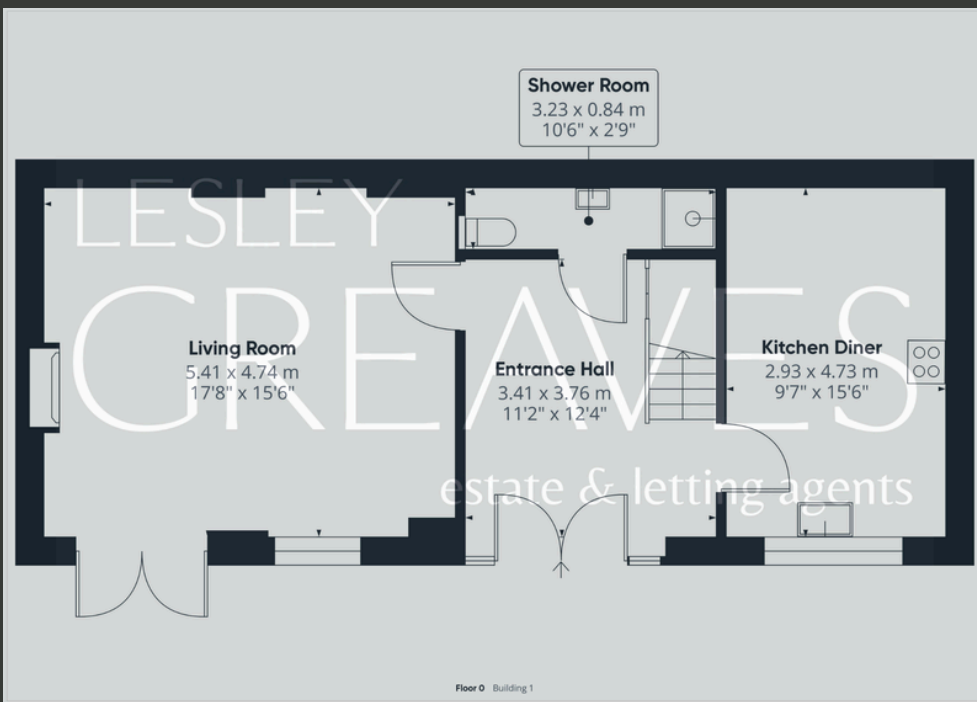 Shower Room
3.23 x 0.84 m
10'6" x 2'9"
LESLEY
GREAVES
estate & letting agents
Living Room
5.41 x 4.74 m
17'8" x 15'6"
Entrance Hall
3.41 x 3.76 m
11'2" x 12'4"
Kitchen Diner
2.93 x 4.73 m
9'7" x 15'6"
Floor 0 Building 1